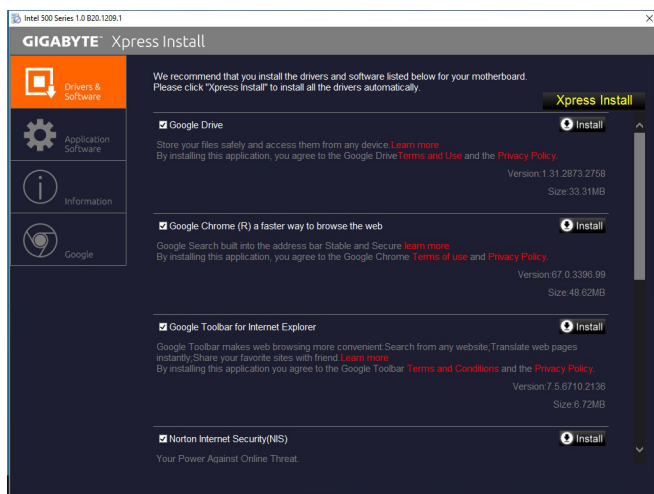 Intel 500 Series 1.0 B20.1209.1
GIGABYTE™ Xpress Install
Drivers &
Software
Application
Software
Information
Google
We recommend that you install the drivers and software listed below for your motherboard.
Please click "Xpress Install" to install all the drivers automatically.
Xpress Install
Google Drive
Install
Store your files safely and access them from any device.Learn more
By installing this application, you agree to the Google DriveTerms and Use and the Privacy Policy.
Version:1.31.2873.2758
Size:33.31MB
Google Chrome (R) a faster way to browse the web
Install
Google Search built into the address bar Stable and Secure learn more
By installing this application, you agree to the Google Chrome Terms of use and Privacy Policy.
Version:67.0.3396.99
Size:48.62MB
Google Toolbar for Internet Explorer
Install
Google Toolbar makes web browsing more convenient.Search from any website;Translate web pages
instantly;Share your favorite sites with friend.Learn more
By installing this application you agree to the Google Toolbar Terms and Conditions and the Privacy Policy.
Version:7.5.6710.2136
Size:6.72MB
Norton Internet Security(NIS)
Install
Your Power Against Online Threat.